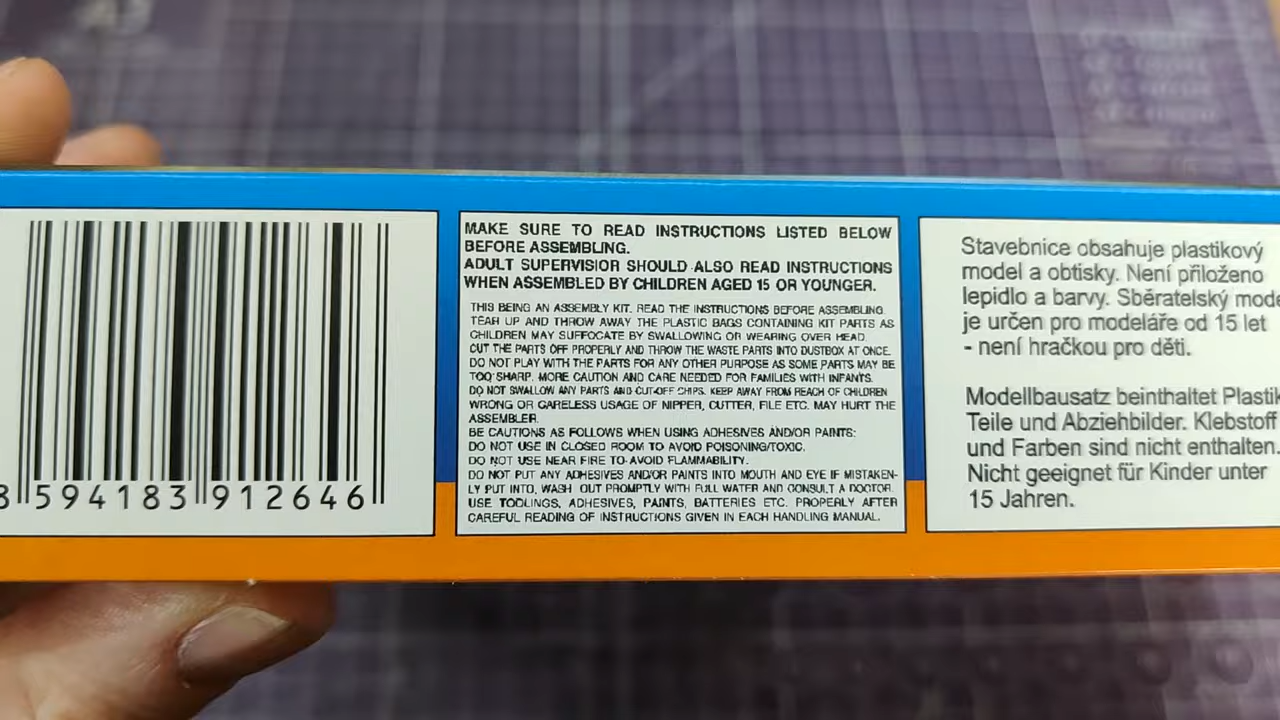 8 594183 912646
MAKE SURE TO READ INSTRUCTIONS LISTED BELOW
BEFORE ASSEMBLING.
ADULT SUPERVISIOR SHOULD ALSO READ INSTRUCTIONS
WHEN ASSEMBLED BY CHILDREN AGED 15 OR YOUNGER.
THIS BEING AN ASSEMBLY KIT. READ THE INSTRUCTIONS BEFORE ASSEMBLING.
TEAR UP AND THROW AWAY THE PLASTIC BAGS CONTAINING KIT PARTS AS
CHILDREN MAY SUFFOCATE BY SWALLOWING OR WEARING OVER HEAD.
CUT THE PARTS OFF PROPERLY AND THROW THE WASTE PARTS INTO DUSTBOX AT ONCE.
DO NOT PLAY WITH THE PARTS FOR ANY OTHER PURPOSE AS SOME PARTS MAY BE
TOO SHARP. MORE CAUTION AND CARE NEEDED FOR FAMILIES WITH INFANTS.
DO NOT SWALLOW ANY PARTS AND CUT-OFF CHIPS. KEEP AWAY FROM REACH OF CHILDREN
WRONG OR CARELESS USAGE OF NIPPER, CUTTER, FILE ETC. MAY HURT THE
ASSEMBLER.
BE CAUTIONS AS FOLLOWS WHEN USING ADHESIVES AND/OR PAINTS:
DO NOT USE IN CLOSED ROOM TO AVOID POISONING/TOXIC.
DO NOT USE NEAR FIRE TO AVOID FLAMMABILITY.
DO NOT PUT ANY ADHESIVES AND/OR PAINTS INTO MOUTH AND EYE IF MISTAKEN-
LY PUT INTO, WASH OUT PROMPTLY WITH FULL WATER AND CONSULT A DOCTOR.
USE TOOLINGS, ADHESIVES, PAINTS, BATTERIES ETC. PROPERLY AFTER
CAREFUL READING OF INSTRUCTIONS GIVEN IN EACH HANDLING MANUAL.
Stavebnice obsahuje plastikový
model a obtisky. Není přiloženo
lepidlo a barvy. Sběratelský mode
je určen pro modeláře od 15 let
- není hračkou pro děti.
Modellbausatz beinthaltet Plastik
Teile und Abziehbilder. Klebstoff
und Farben sind nicht enthalten.
Nicht geeignet für Kinder unter
15 Jahren.